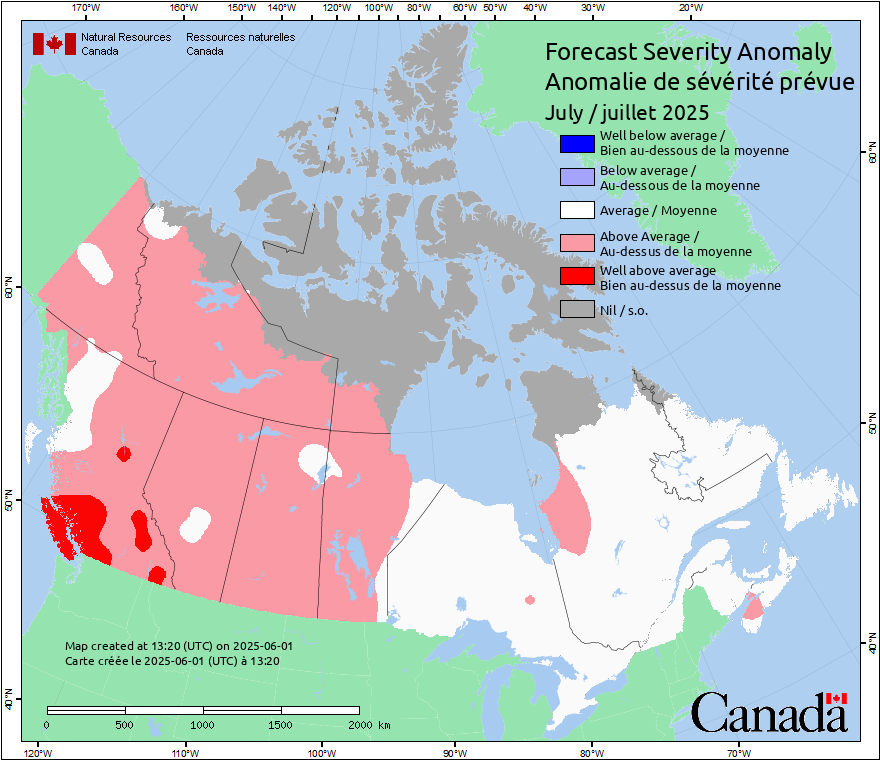 170°W 160°W 150°W 140°W 130°W 120°W 110°W 100°W 90°W 80°W 70°W 60°W 50°W 40°W 30°W 20°W
Natural Resources Ressources naturelles
Canada Canada
Forecast Severity Anomaly
Anomalie de sévérité prévue
July / juillet 2025
Well below average /
Bien au-dessous de la moyenne
Below average /
Au-dessous de la moyenne
Average / Moyenne
Above Average /
Au-dessus de la moyenne
Well above average
Bien au-dessus de la moyenne
Nil / s.o.
60°N
60°N
50°N
50°N
40°N
40°N
Map created at 13:20 (UTC) on 2025-06-01
Carte créée le 2025-06-01 (UTC) à 13:20
0 500 1000 1500 2000 km
Canada
120°W 110°W 100°W 90°W 80°W 70°W